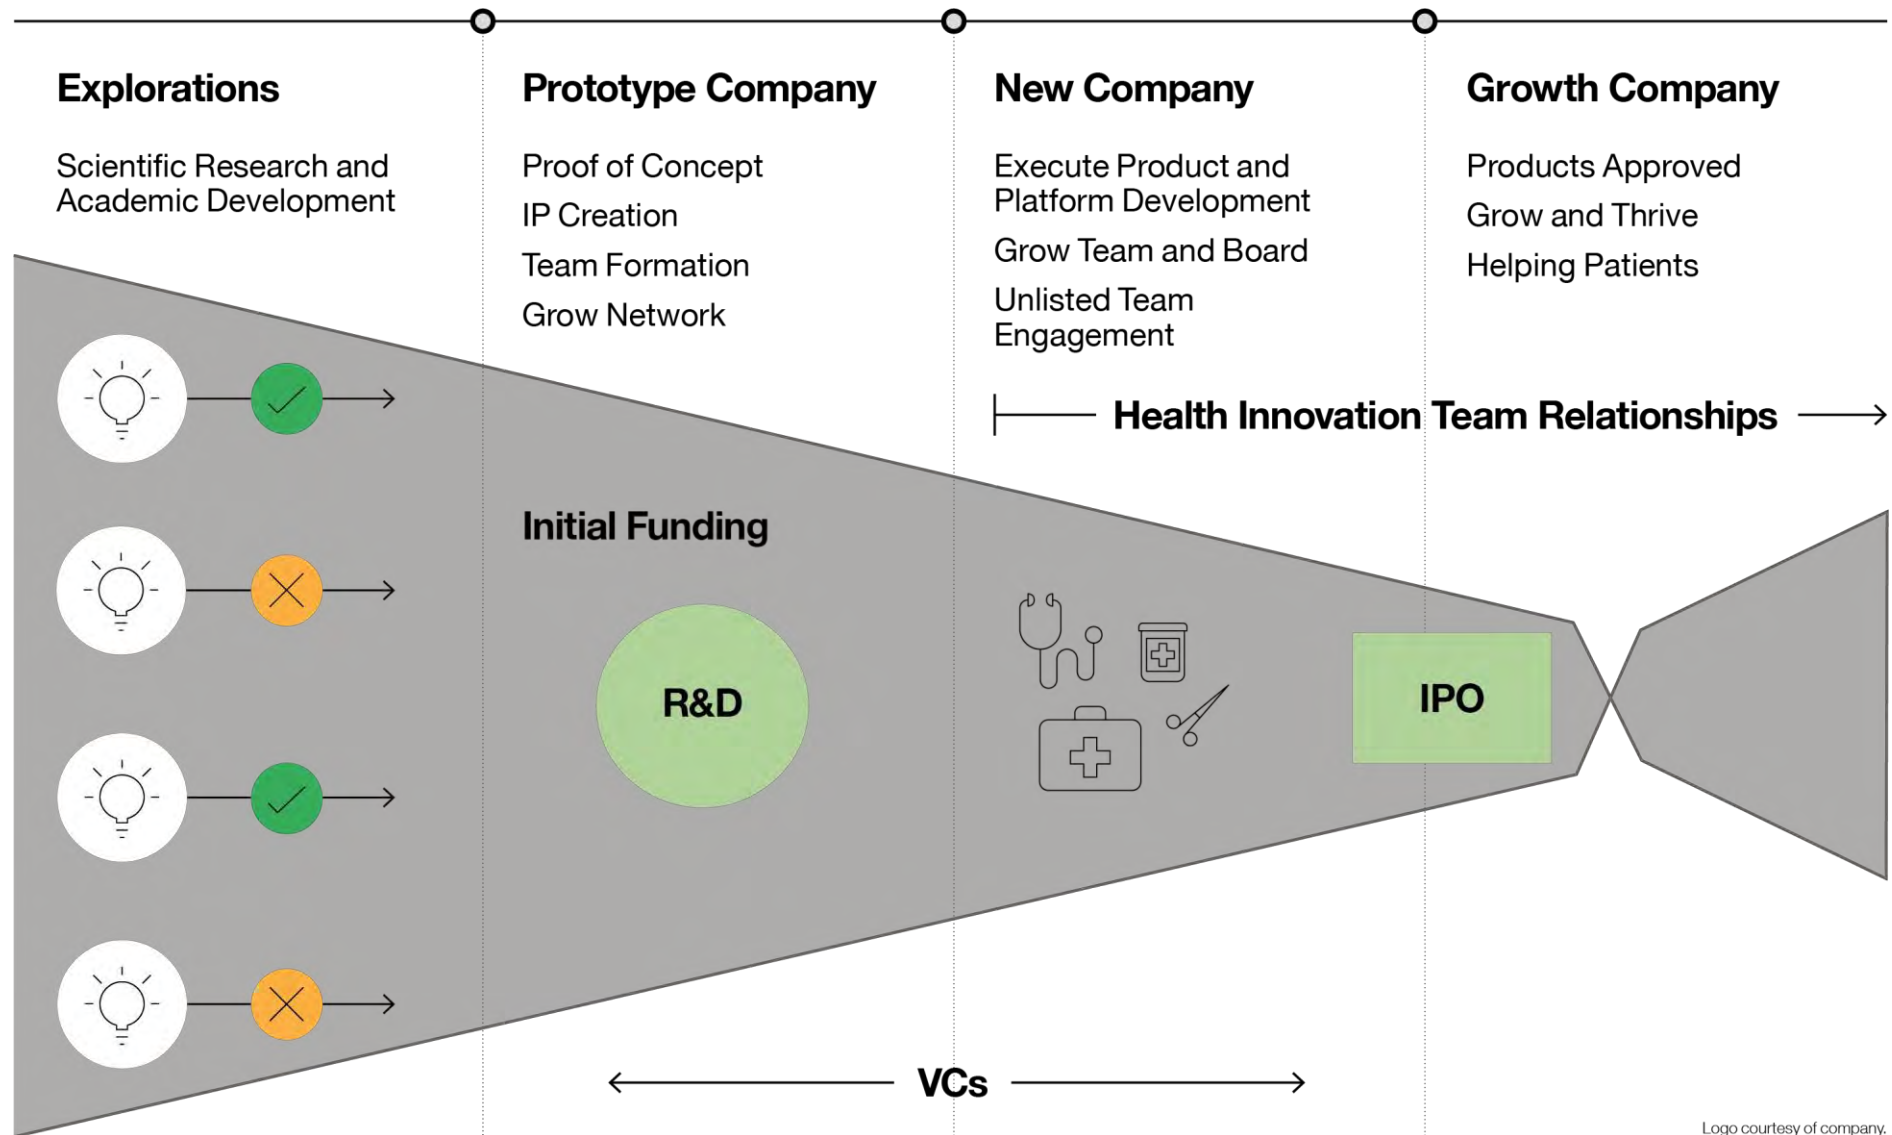 Explorations
Scientific Research and
Academic Development
Prototype Company
Proof of Concept
IP Creation
Team Formation
Grow Network
New Company
Execute Product and
Platform Development
Grow Team and Board
Unlisted Team
Engagement
Growth Company
Products Approved
Grow and Thrive
Helping Patients
Health Innovation Team Relationships
Initial Funding
R&D
IPO
VCs
Logo courtesy of company.